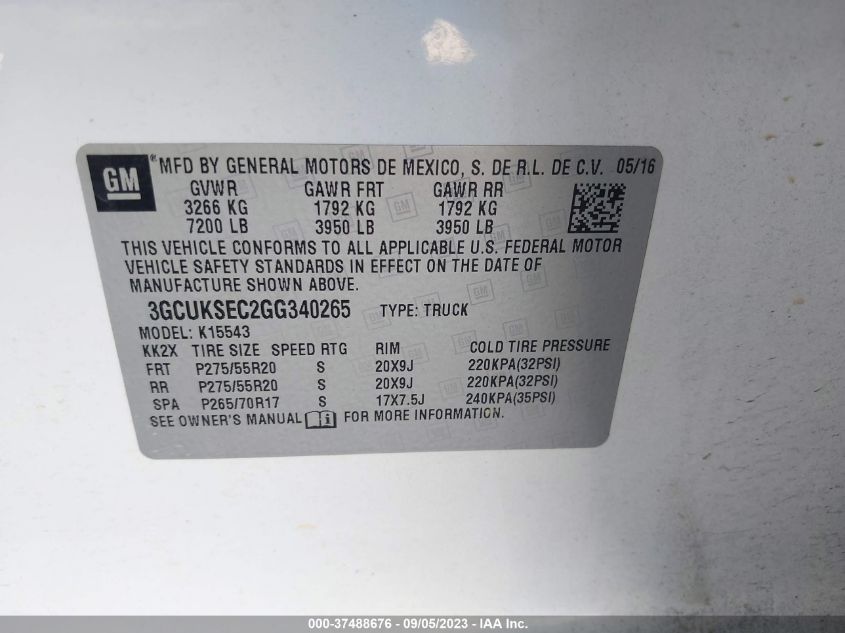 GM ® MFD BY GENERAL MOTORS DE MEXICO, S. DE R.L. DE C.V. 05/16
GVWR GAWR FRT GAWR RR
3266 KG 1792 KG 1792 KG
7200 LB 3950 LB 3950 LB
THIS VEHICLE CONFORMS TO ALL APPLICABLE U.S. FEDERAL MOTOR
VEHICLE SAFETY STANDARDS IN EFFECT ON THE DATE OF
MANUFACTURE SHOWN ABOVE.
3GCUKSEC2GG340265 TYPE: TRUCK
MODEL: K15543
KK2X TIRE SIZE SPEED RTG RIM COLD TIRE PRESSURE
FRT P275/55R20 S 20X9J 220KPA(32PSI)
RR P275/55R20 S 20X9J 220KPA(32PSI)
SPA P265/70R17 S 17X7.5J 240KPA(35PSI)
SEE OWNER'S MANUAL FOR MORE INFORMATION.
000-37488676 - 09/05/2023 - IAA Inc.